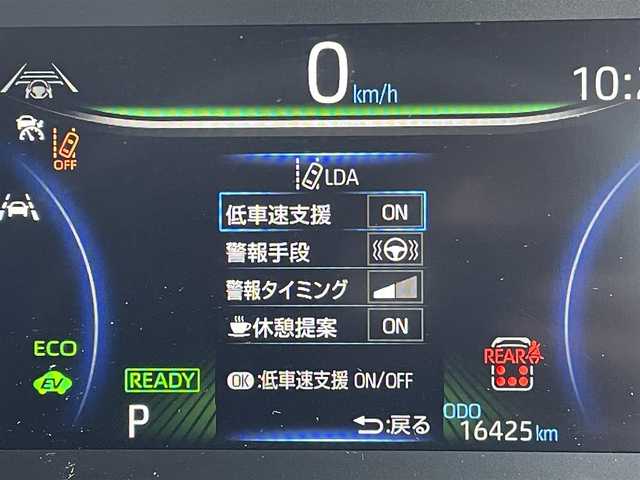 0 km/h
10:2
OFF
LDA
低車速支援 ON
警報手段
警報タイミング
休憩提案 ON
ECO
EV
READY
REAR
OK :低車速支援 ON/OFF
P
:戻る
ODO
16425 km